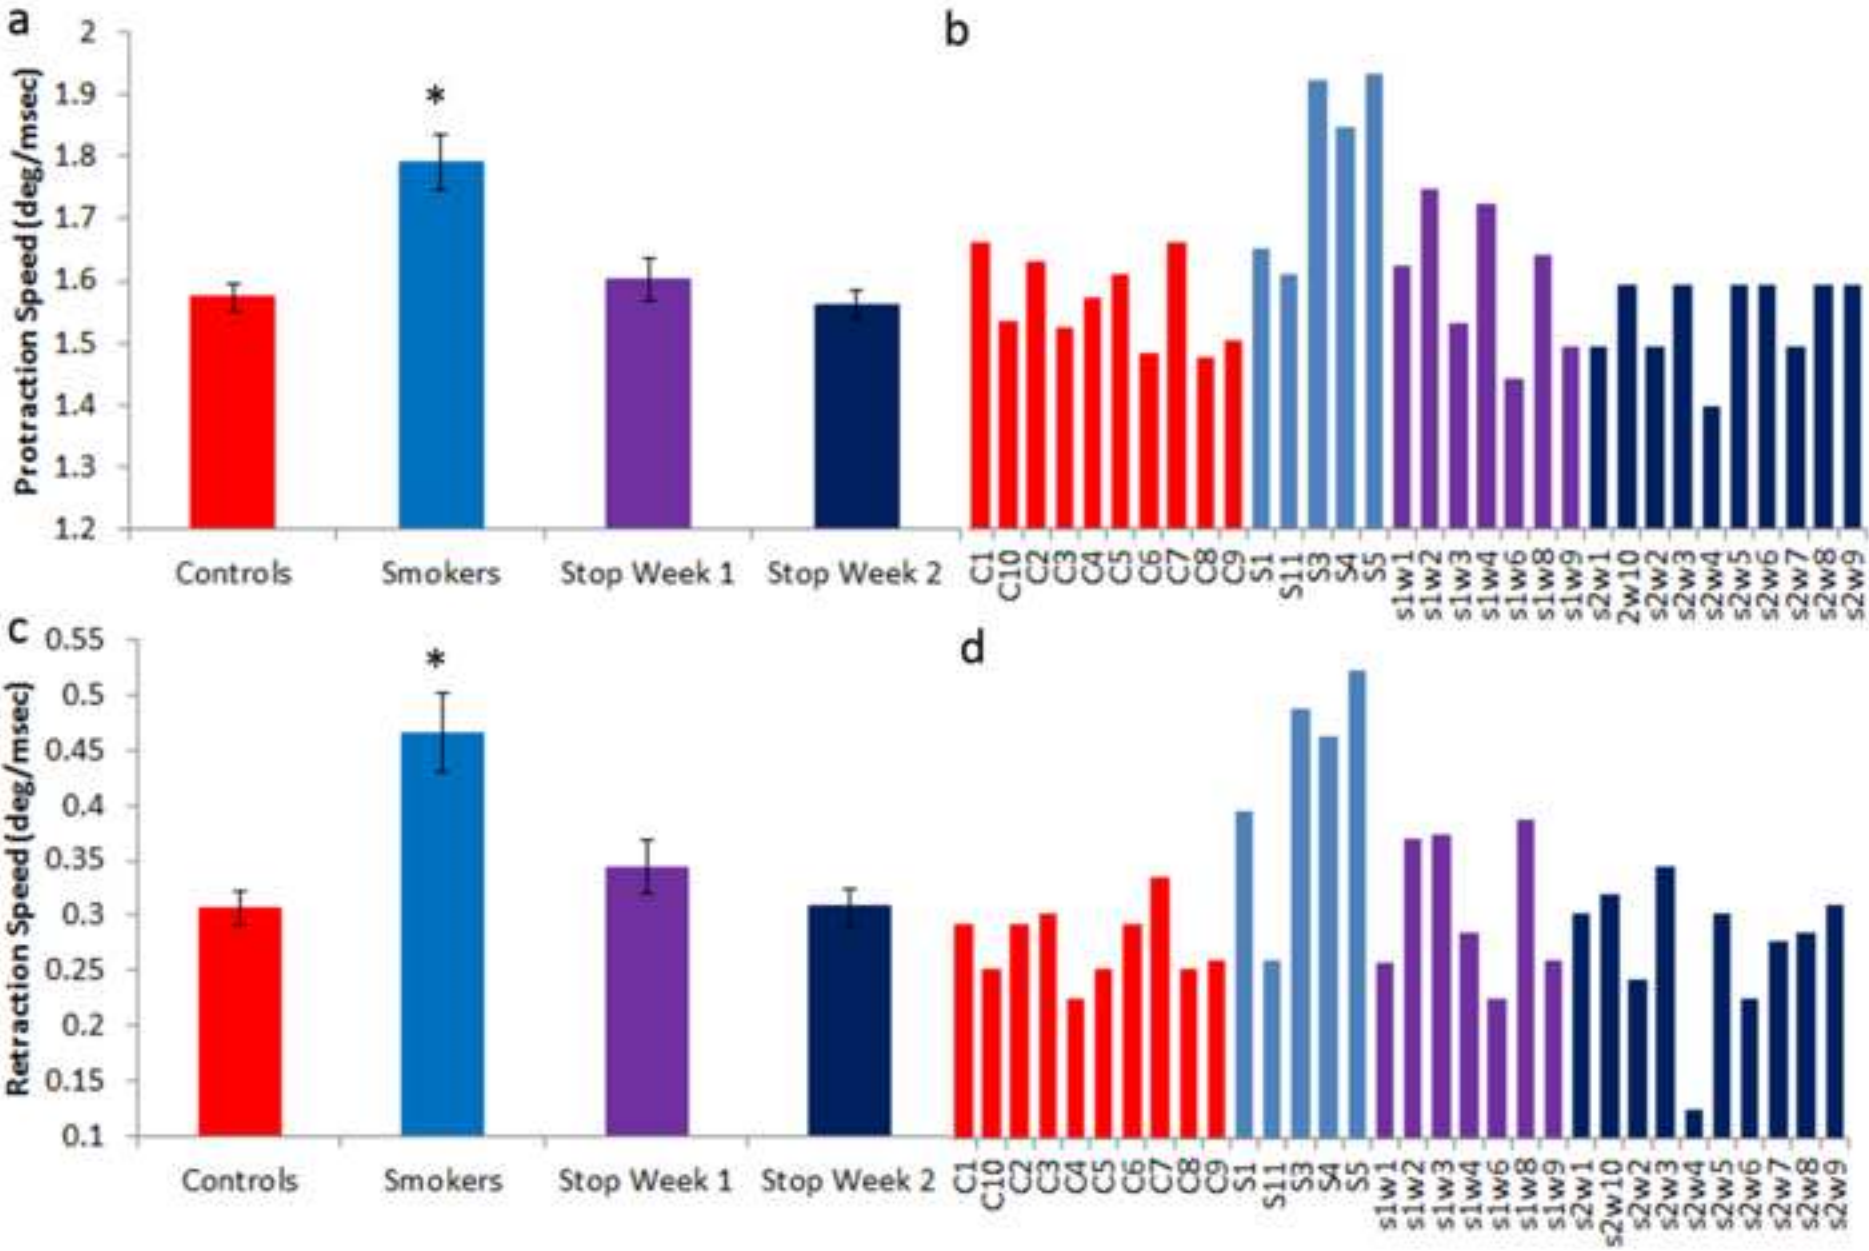 a
b
Protraction Speed (deg/msec)
2
1.9
1.8
1.7
1.6
1.5
1.4
1.3
1.2
*
Controls
Smokers
Stop Week 1
Stop Week 2
C1
C10
C2
C3
C4
C5
C6
C7
C8
C9
S1
S11
S3
S4
S5
s1w1
s1w2
s1w3
s1w4
s1w6
s1w8
s1w9
s2w1
2w10
s2w2
s2w3
s2w4
s2w5
s2w6
s2w7
s2w8
s2w9
c
d
Retraction Speed (deg/msec)
0.55
0.5
0.45
0.4
0.35
0.3
0.25
0.2
0.15
0.1
*
Controls
Smokers
Stop Week 1
Stop Week 2
C1
C10
C2
C3
C4
C5
C6
C7
C8
C9
S1
S11
S3
S4
S5
s1w1
s1w2
s1w3
s1w4
s1w6
s1w8
s1w9
s2w1
s2w10
s2w2
s2w3
s2w4
s2w5
s2w6
s2w7
s2w8
s2w9